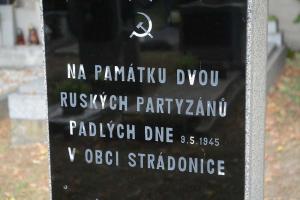 NA PAMÁTKU DVOU
RUSKÝCH PARTYZÁNŮ
PADLÝCH DNE 9.5.1945
V OBCI STRÁDONICE